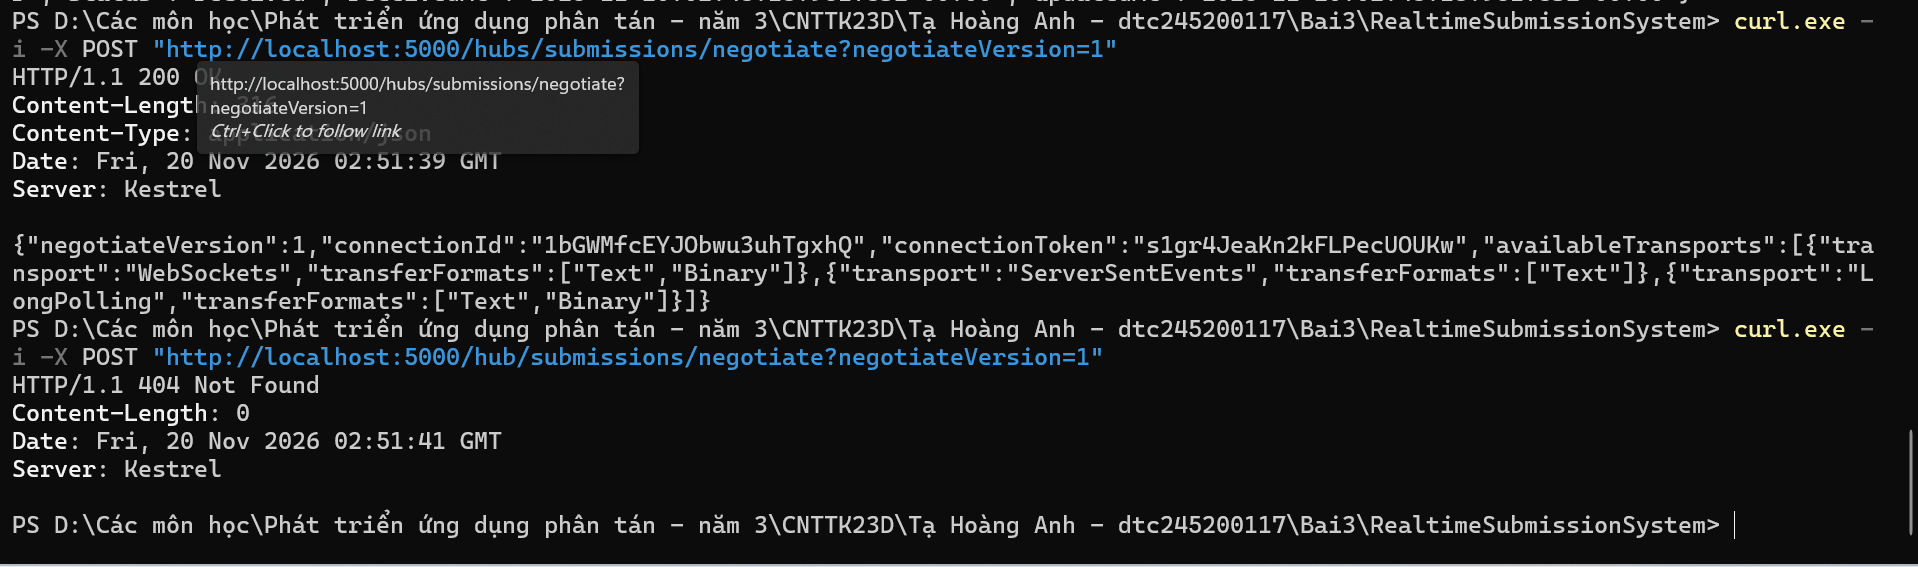 PS D:\Các môn học\Phát triển ứng dụng phân tán - năm 3\CNTTK23D\Tạ Hoàng Anh - dtc245200117\Bai3\RealtimeSubmissionSystem> curl.exe -
i -X POST "http://localhost:5000/hubs/submissions/negotiate?negotiateVersion=1"
HTTP/1.1 200 OK
http://localhost:5000/hubs/submissions/negotiate?
negotiateVersion=1
Ctrl+Click to follow link
Content-Length: 316
Content-Type: application/json
Date: Fri, 20 Nov 2026 02:51:39 GMT
Server: Kestrel
{"negotiateVersion":1,"connectionId":"1bGWMfcEYJObwu3uhTgxhQ","connectionToken":"s1gr4JeaKn2kFLPecUOUKw","availableTransports":[{"tra
nsport":"WebSockets","transferFormats":["Text","Binary"]},{"transport":"ServerSentEvents","transferFormats":["Text"]},{"transport":"L
ongPolling","transferFormats":["Text","Binary"]}]}
PS D:\Các môn học\Phát triển ứng dụng phân tán - năm 3\CNTTK23D\Tạ Hoàng Anh - dtc245200117\Bai3\RealtimeSubmissionSystem> curl.exe -
i -X POST "http://localhost:5000/hub/submissions/negotiate?negotiateVersion=1"
HTTP/1.1 404 Not Found
Content-Length: 0
Date: Fri, 20 Nov 2026 02:51:41 GMT
Server: Kestrel
PS D:\Các môn học\Phát triển ứng dụng phân tán - năm 3\CNTTK23D\Tạ Hoàng Anh - dtc245200117\Bai3\RealtimeSubmissionSystem>